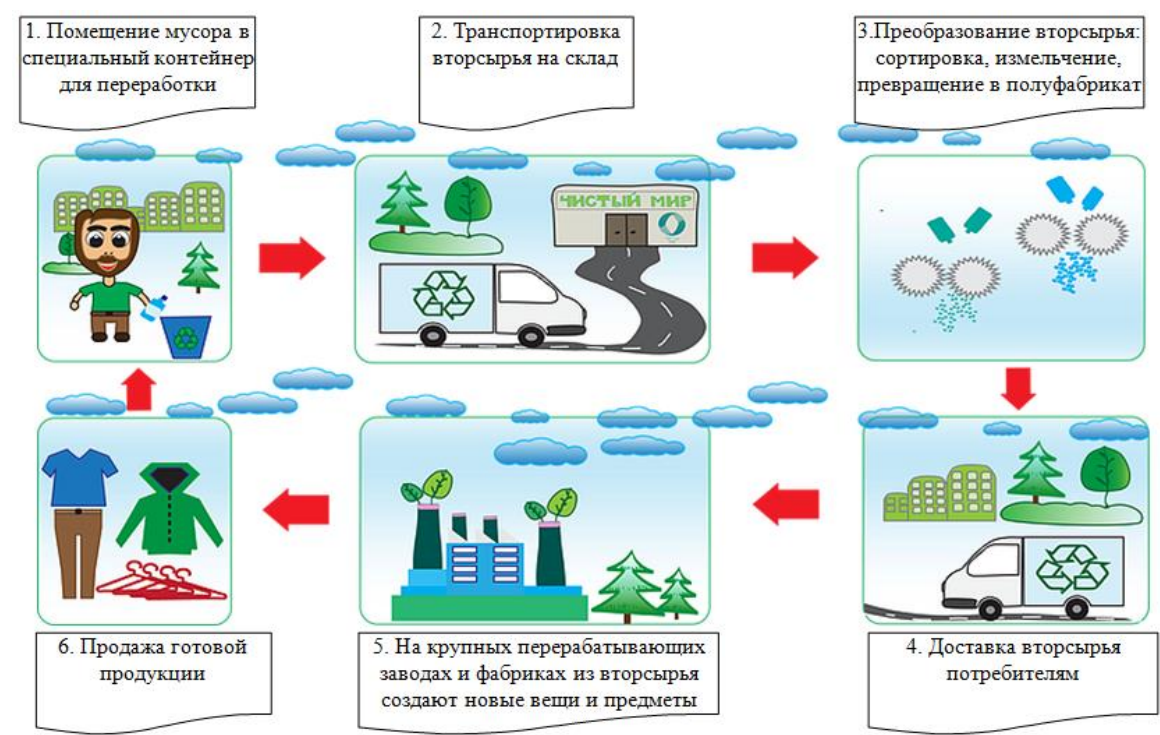 1. Помещение мусора в
специальный контейнер
для переработки
2. Транспортировка
вторсырья на склад
3.Преобразование вторсырья:
сортировка, измельчение,
превращение в полуфабрикат
ЧИСТЫЙ МИР
6. Продажа готовой
продукции
5. На крупных перерабатывающих
заводах и фабриках из вторсырья
создают новые вещи и предметы
4. Доставка вторсырья
потребителям